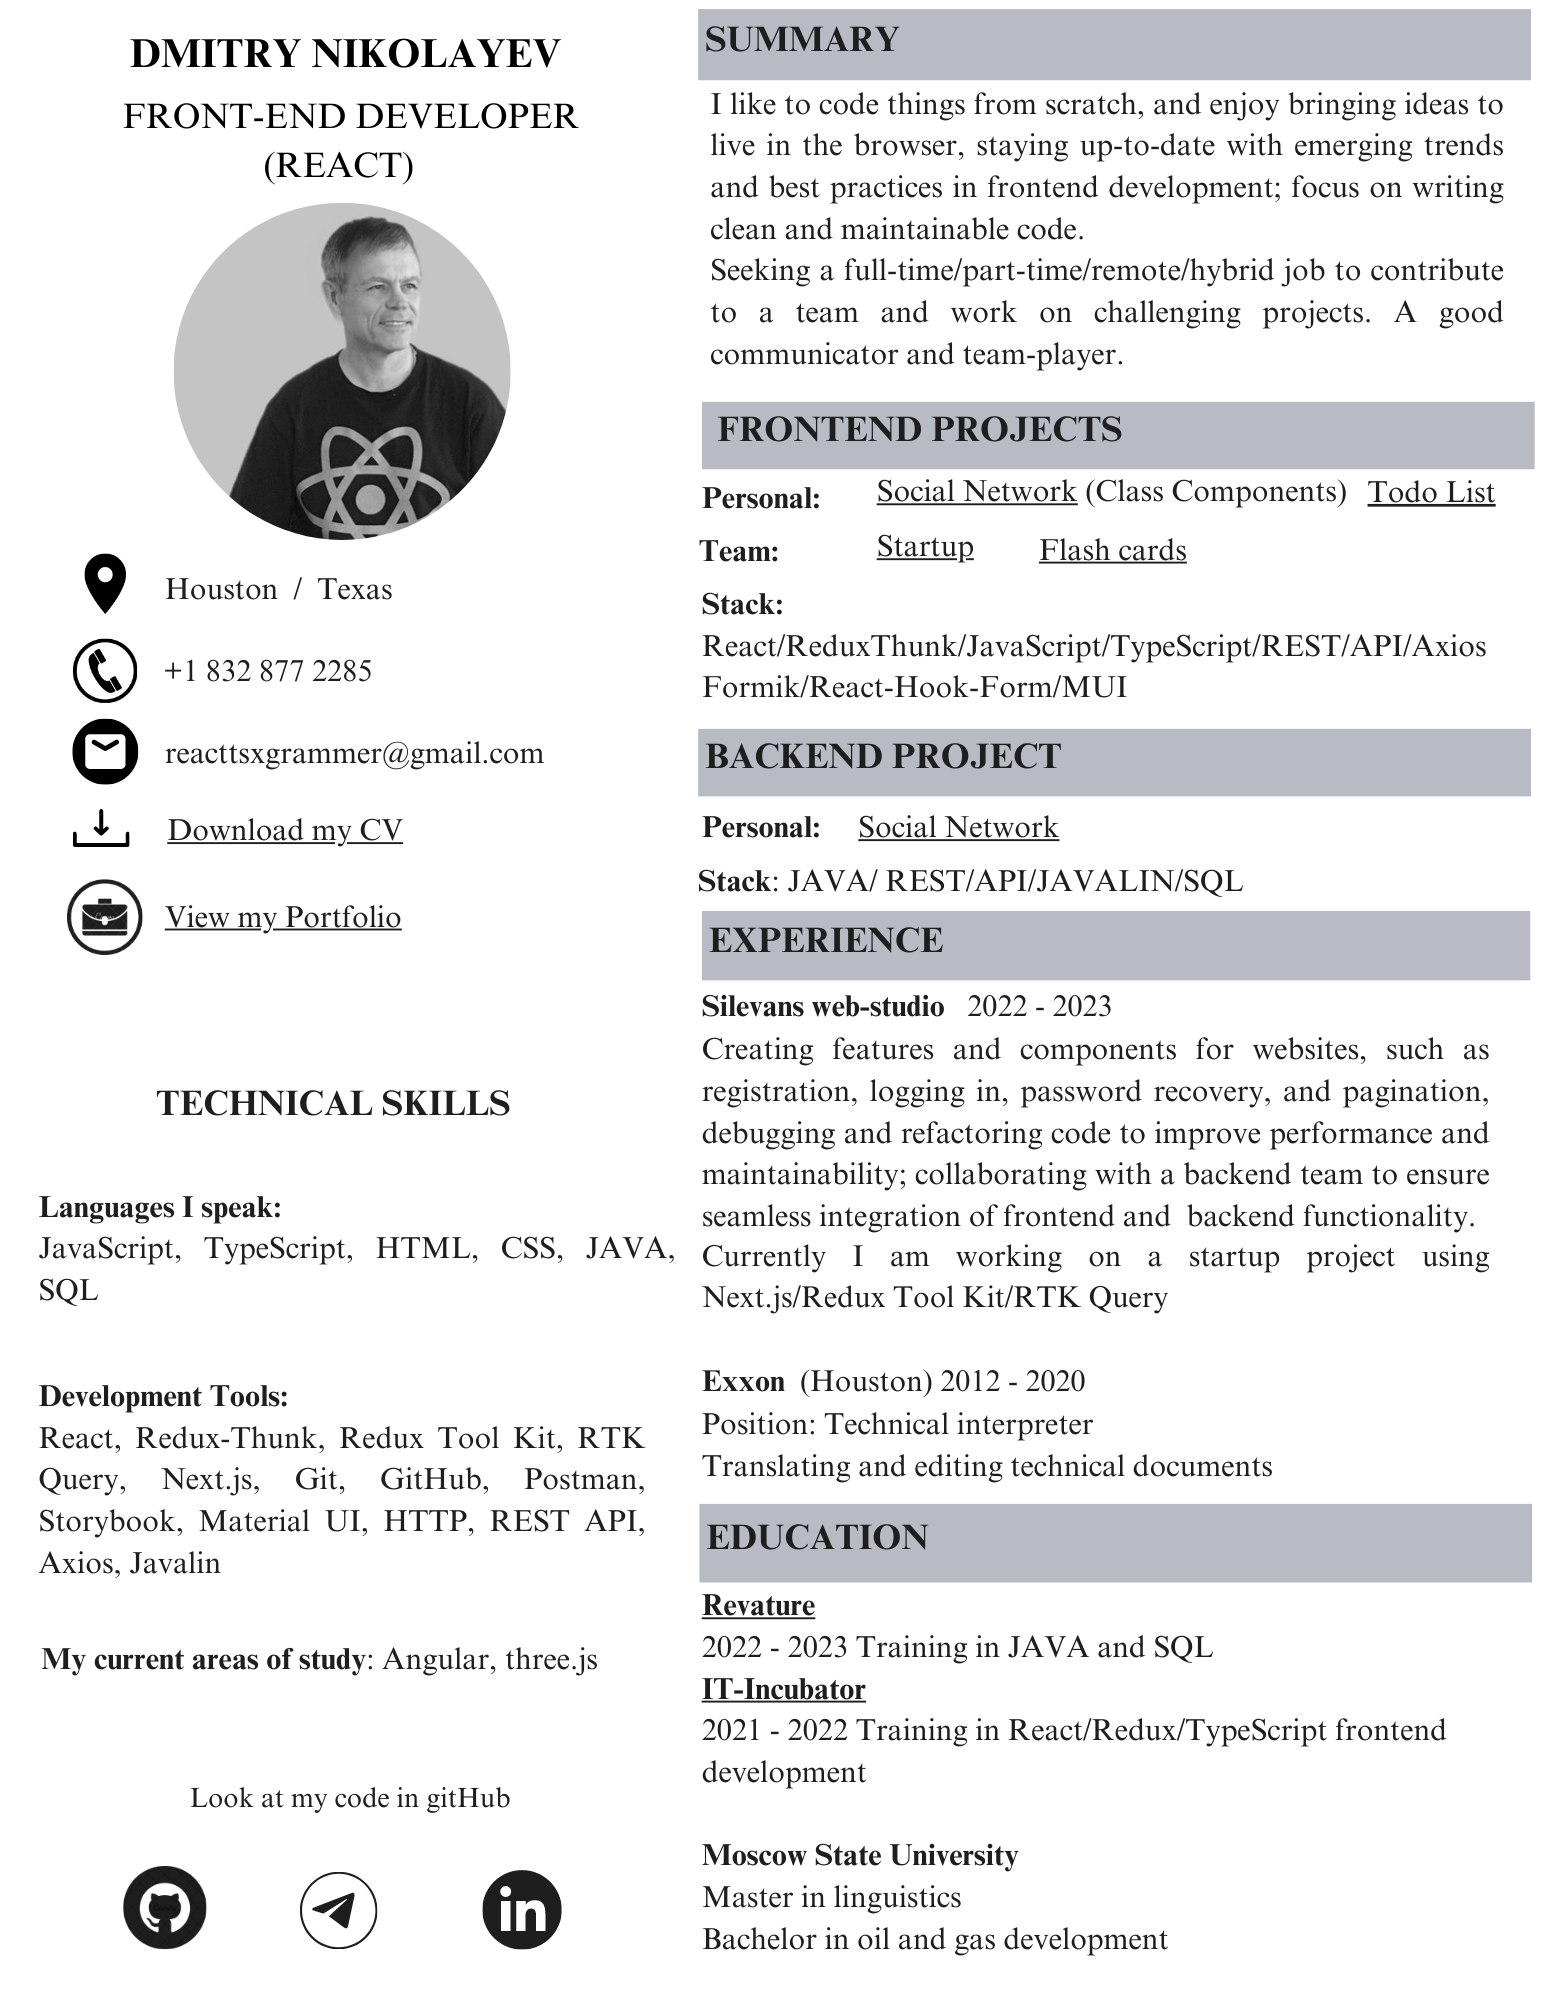 DMITRY NIKOLAYEV
FRONT-END DEVELOPER
(REACT)
Houston / Texas
+1 832 877 2285
reacttsxgrammer@gmail.com
Download my CV
View my Portfolio
TECHNICAL SKILLS
Languages I speak:
JavaScript, TypeScript, HTML, CSS, JAVA,
SQL
Development Tools:
React, Redux-Thunk, Redux Tool Kit, RTK
Query, Next.js, Git, GitHub, Postman,
Storybook, Material UI, HTTP, REST API,
Axios, Javalin
My current areas of study: Angular, three.js
Look at my code in gitHub
in
SUMMARY
I like to code things from scratch, and enjoy bringing ideas to
live in the browser, staying up-to-date with emerging trends
and best practices in frontend development; focus on writing
clean and maintainable code.
Seeking a full-time/part-time/remote/hybrid job to contribute
to a team and work on challenging projects. A good
communicator and team-player.
FRONTEND PROJECTS
Personal: Social Network (Class Components) Todo List
Team: Startup Flash cards
Stack:
React/ReduxThunk/JavaScript/TypeScript/REST/API/Axios
Formik/React-Hook-Form/MUI
BACKEND PROJECT
Personal: Social Network
Stack: JAVA/ REST/API/JAVALIN/SQL
EXPERIENCE
Silevans web-studio 2022 - 2023
Creating features and components for websites, such as
registration, logging in, password recovery, and pagination,
debugging and refactoring code to improve performance and
maintainability; collaborating with a backend team to ensure
seamless integration of frontend and backend functionality.
Currently I am working on a startup project using
Next.js/Redux Tool Kit/RTK Query
Exxon (Houston) 2012 - 2020
Position: Technical interpreter
Translating and editing technical documents
EDUCATION
Revature
2022 - 2023 Training in JAVA and SQL
IT-Incubator
2021 - 2022 Training in React/Redux/TypeScript frontend
development
Moscow State University
Master in linguistics
Bachelor in oil and gas development